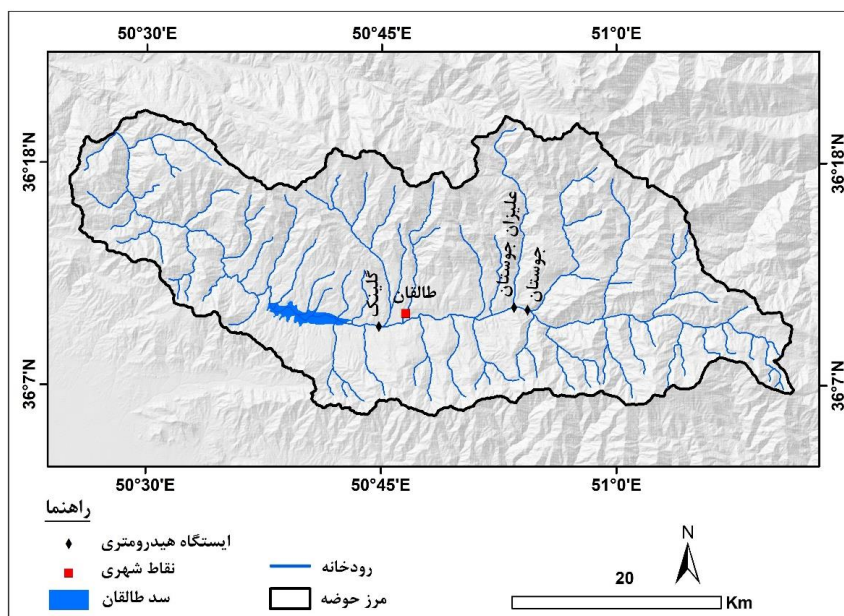 50°30'E 50°45'E 51°0'E
36°18'N 36°18'N
علیزان جوستان
جوستان
طالقان
گلینک
36°7'N 36°7'N
50°30'E 50°45'E 51°0'E
راهنما
ایستگاه هیدرومتری
نقاط شهری
سد طالقان
رودخانه
مرز حوضه
N
20
Km